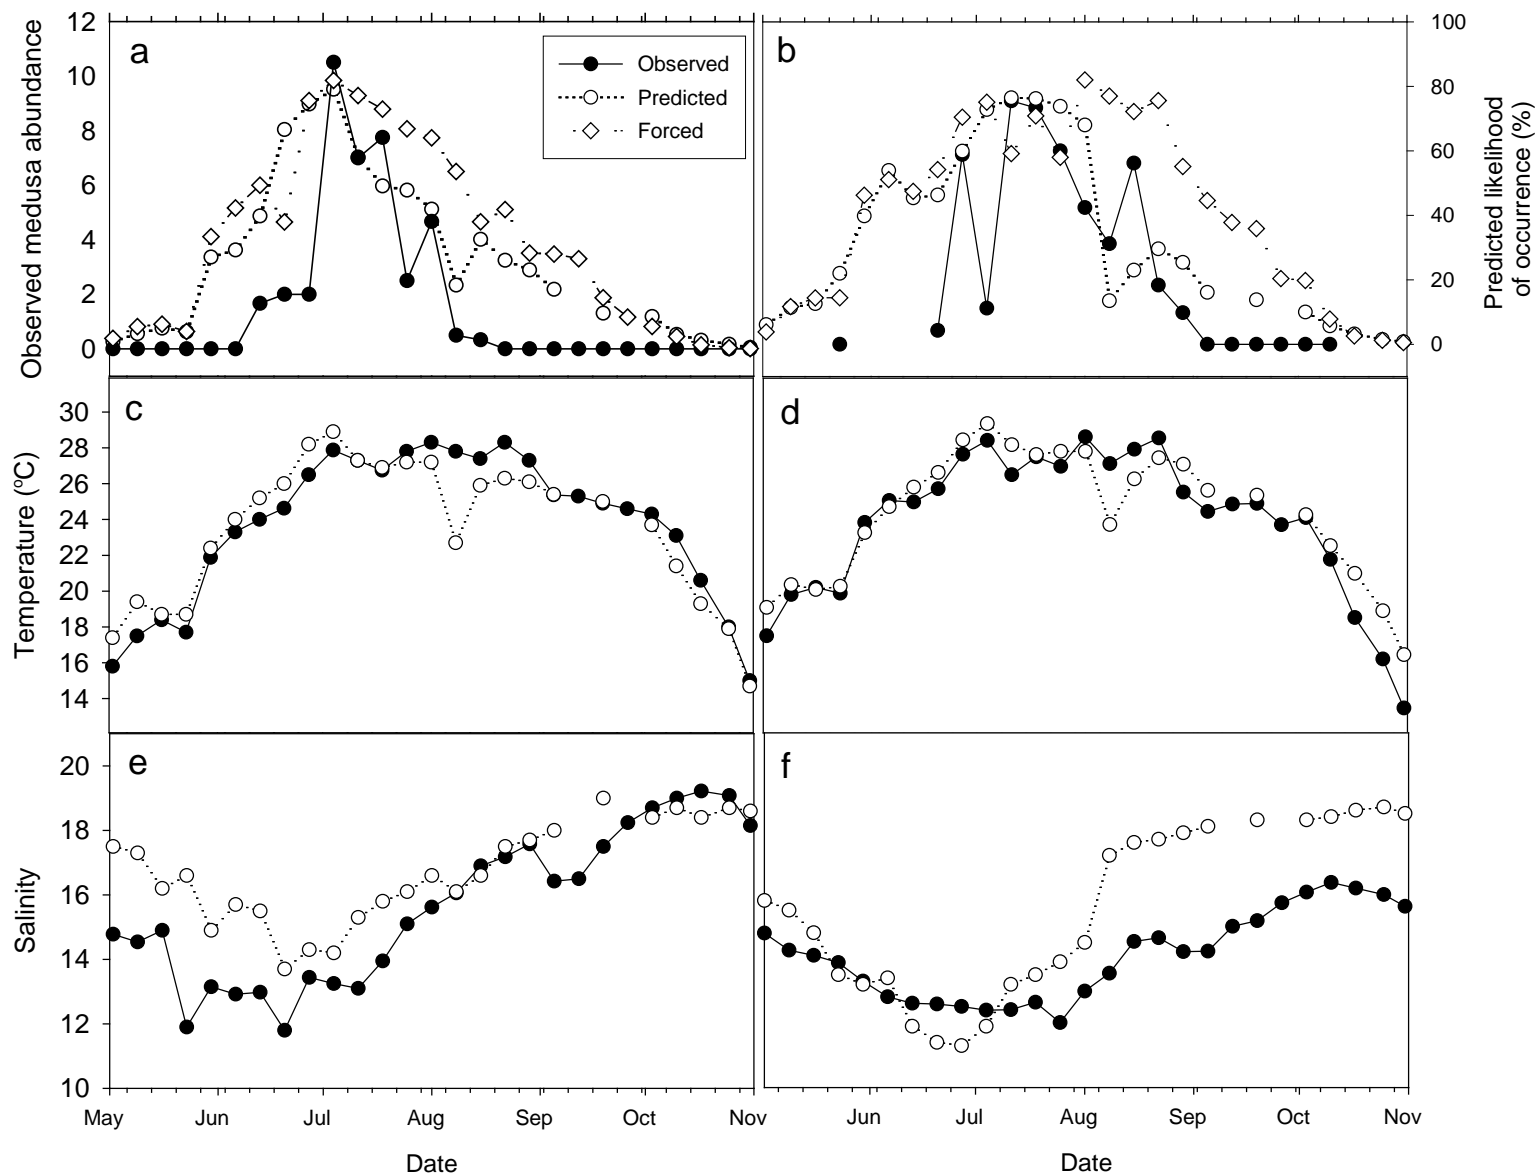 Observed medusa abundance
12
10
8
6
4
2
0
a
Observed
Predicted
Forced
b
100
80
60
40
20
0
Predicted likelihood
of occurrence (%)
Temperature (ºC)
30
28
26
24
22
20
18
16
14
c
d
Salinity
20
18
16
14
12
10
e
f
May Jun Jul Aug Sep Oct Nov
Jun Jul Aug Sep Oct Nov
Date
Date